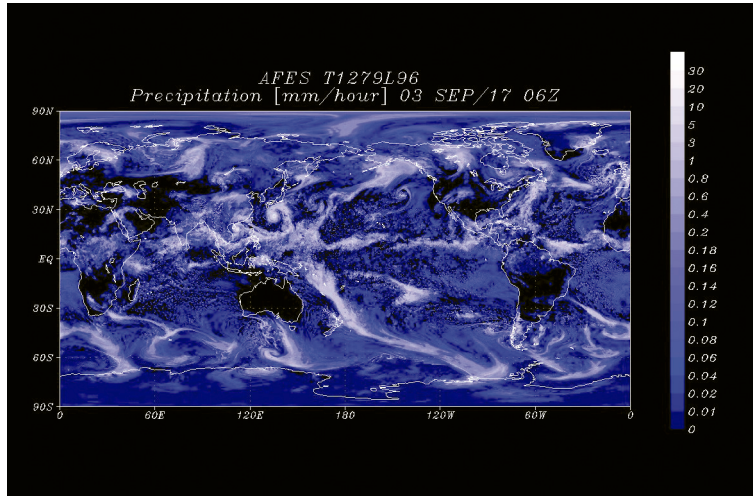 AFES T1279L96
Precipitation [mm/hour] 03 SEP/17 06Z
90N
60N
30N
EQ
30S
60S
90S
0 60E 120E 180 120W 60W 0
30
20
10
5
3
1
0.8
0.6
0.4
0.2
0.18
0.16
0.14
0.12
0.1
0.08
0.06
0.04
0.02
0.01
0